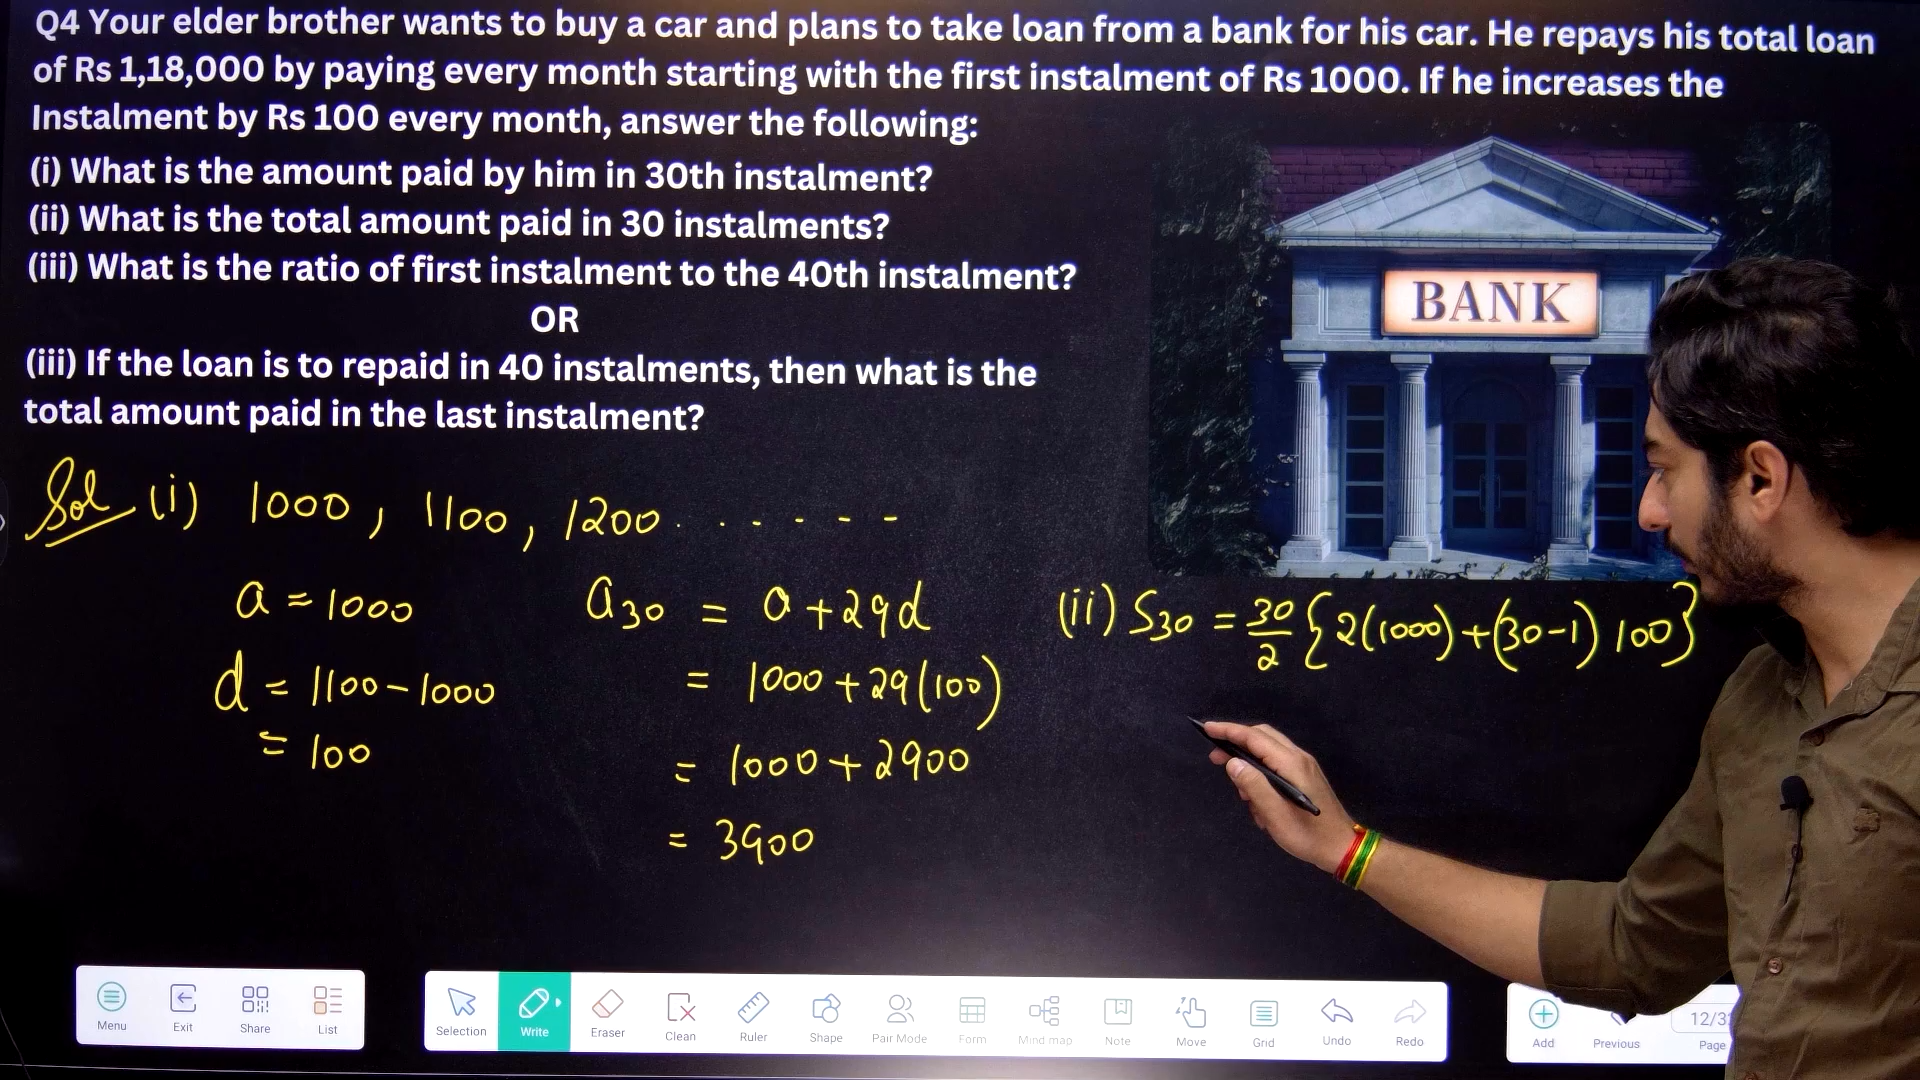 Q4 Your elder brother wants to buy a car and plans to take loan from a bank for his car. He repays his total loan
of Rs 1,18,000 by paying every month starting with the first instalment of Rs 1000. If he increases the
Instalment by Rs 100 every month, answer the following:
(i) What is the amount paid by him in 30th instalment?
(ii) What is the total amount paid in 30 instalments?
(iii) What is the ratio of first instalment to the 40th instalment?
OR
(iii) If the loan is to repaid in 40 instalments, then what is the
total amount paid in the last instalment?
BANK
Sol (i) 1000, 1100, 1200 . . - - - -
a = 1000
d = 1100-1000
= 100
a30 = a+29d
= 1000+29(100)
= 1000+2900
= 3900
(ii) S30 = 30/2 {2(1000)+(30-1) 100}
Menu Exit Share List
Selection Write Eraser Clean Ruler Shape Pair Mode Form Mind map Note Move Grid Undo Redo
Add Previous Page